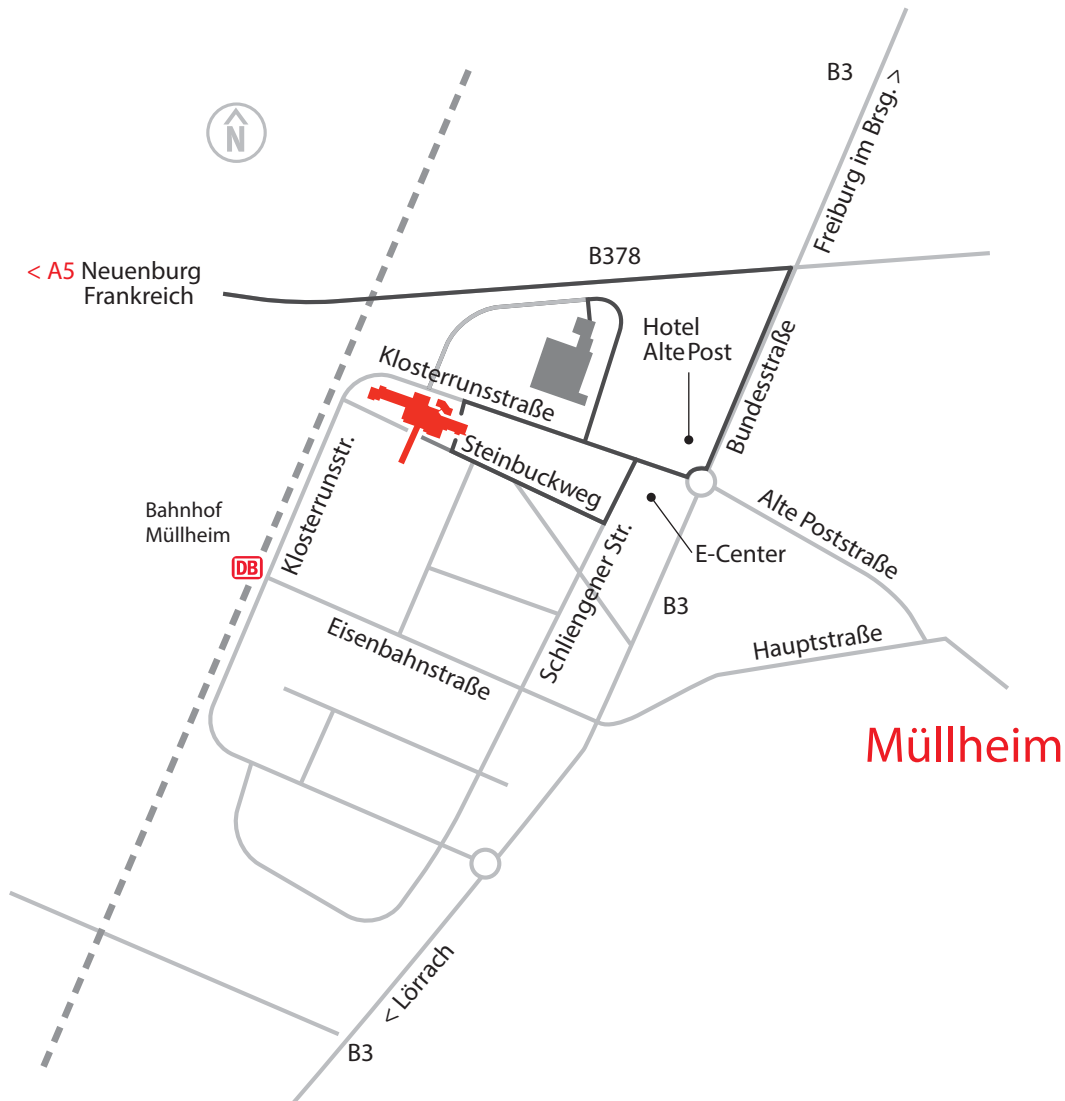 B3
Freiburg im Brsg. >
N
B378
< A5 Neuenburg
Frankreich
Hotel
Alte Post
Bundesstraße
Klosterrunsstraße
Steinbuckweg
Klosterrunsstr.
Bahnhof
Müllheim
DB
Alte Poststraße
E-Center
Schliengener Str.
B3
Eisenbahnstraße
Hauptstraße
Müllheim
< Lörrach
B3